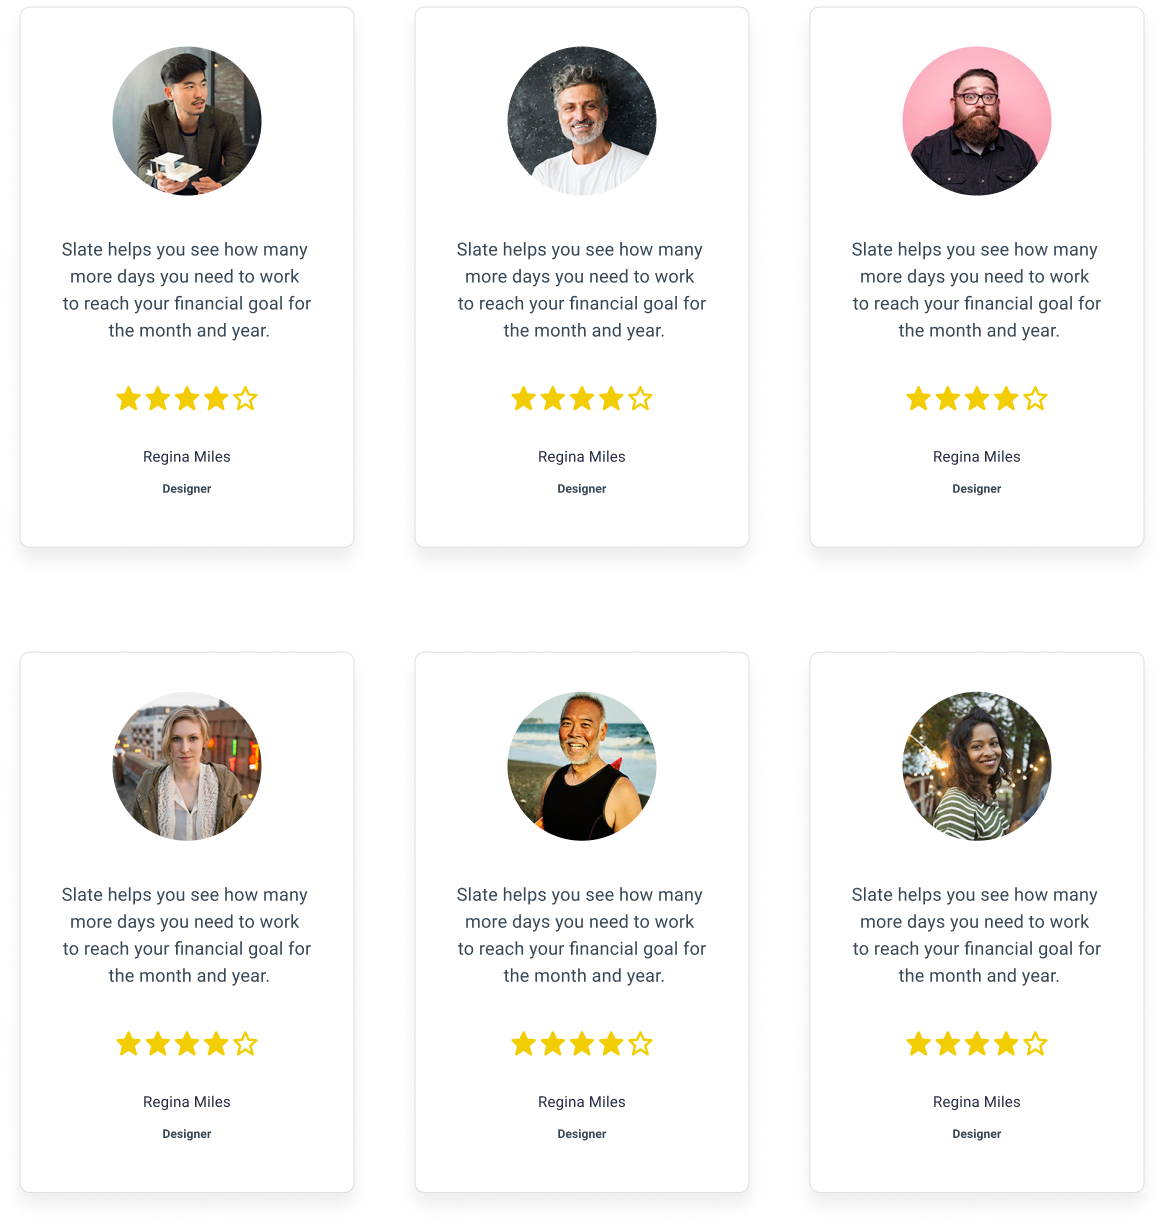 Slate helps you see how many
more days you need to work
to reach your financial goal for
the month and year.
Regina Miles
Designer
Slate helps you see how many
more days you need to work
to reach your financial goal for
the month and year.
Regina Miles
Designer
Slate helps you see how many
more days you need to work
to reach your financial goal for
the month and year.
Regina Miles
Designer
Slate helps you see how many
more days you need to work
to reach your financial goal for
the month and year.
Regina Miles
Designer
Slate helps you see how many
more days you need to work
to reach your financial goal for
the month and year.
Regina Miles
Designer
Slate helps you see how many
more days you need to work
to reach your financial goal for
the month and year.
Regina Miles
Designer